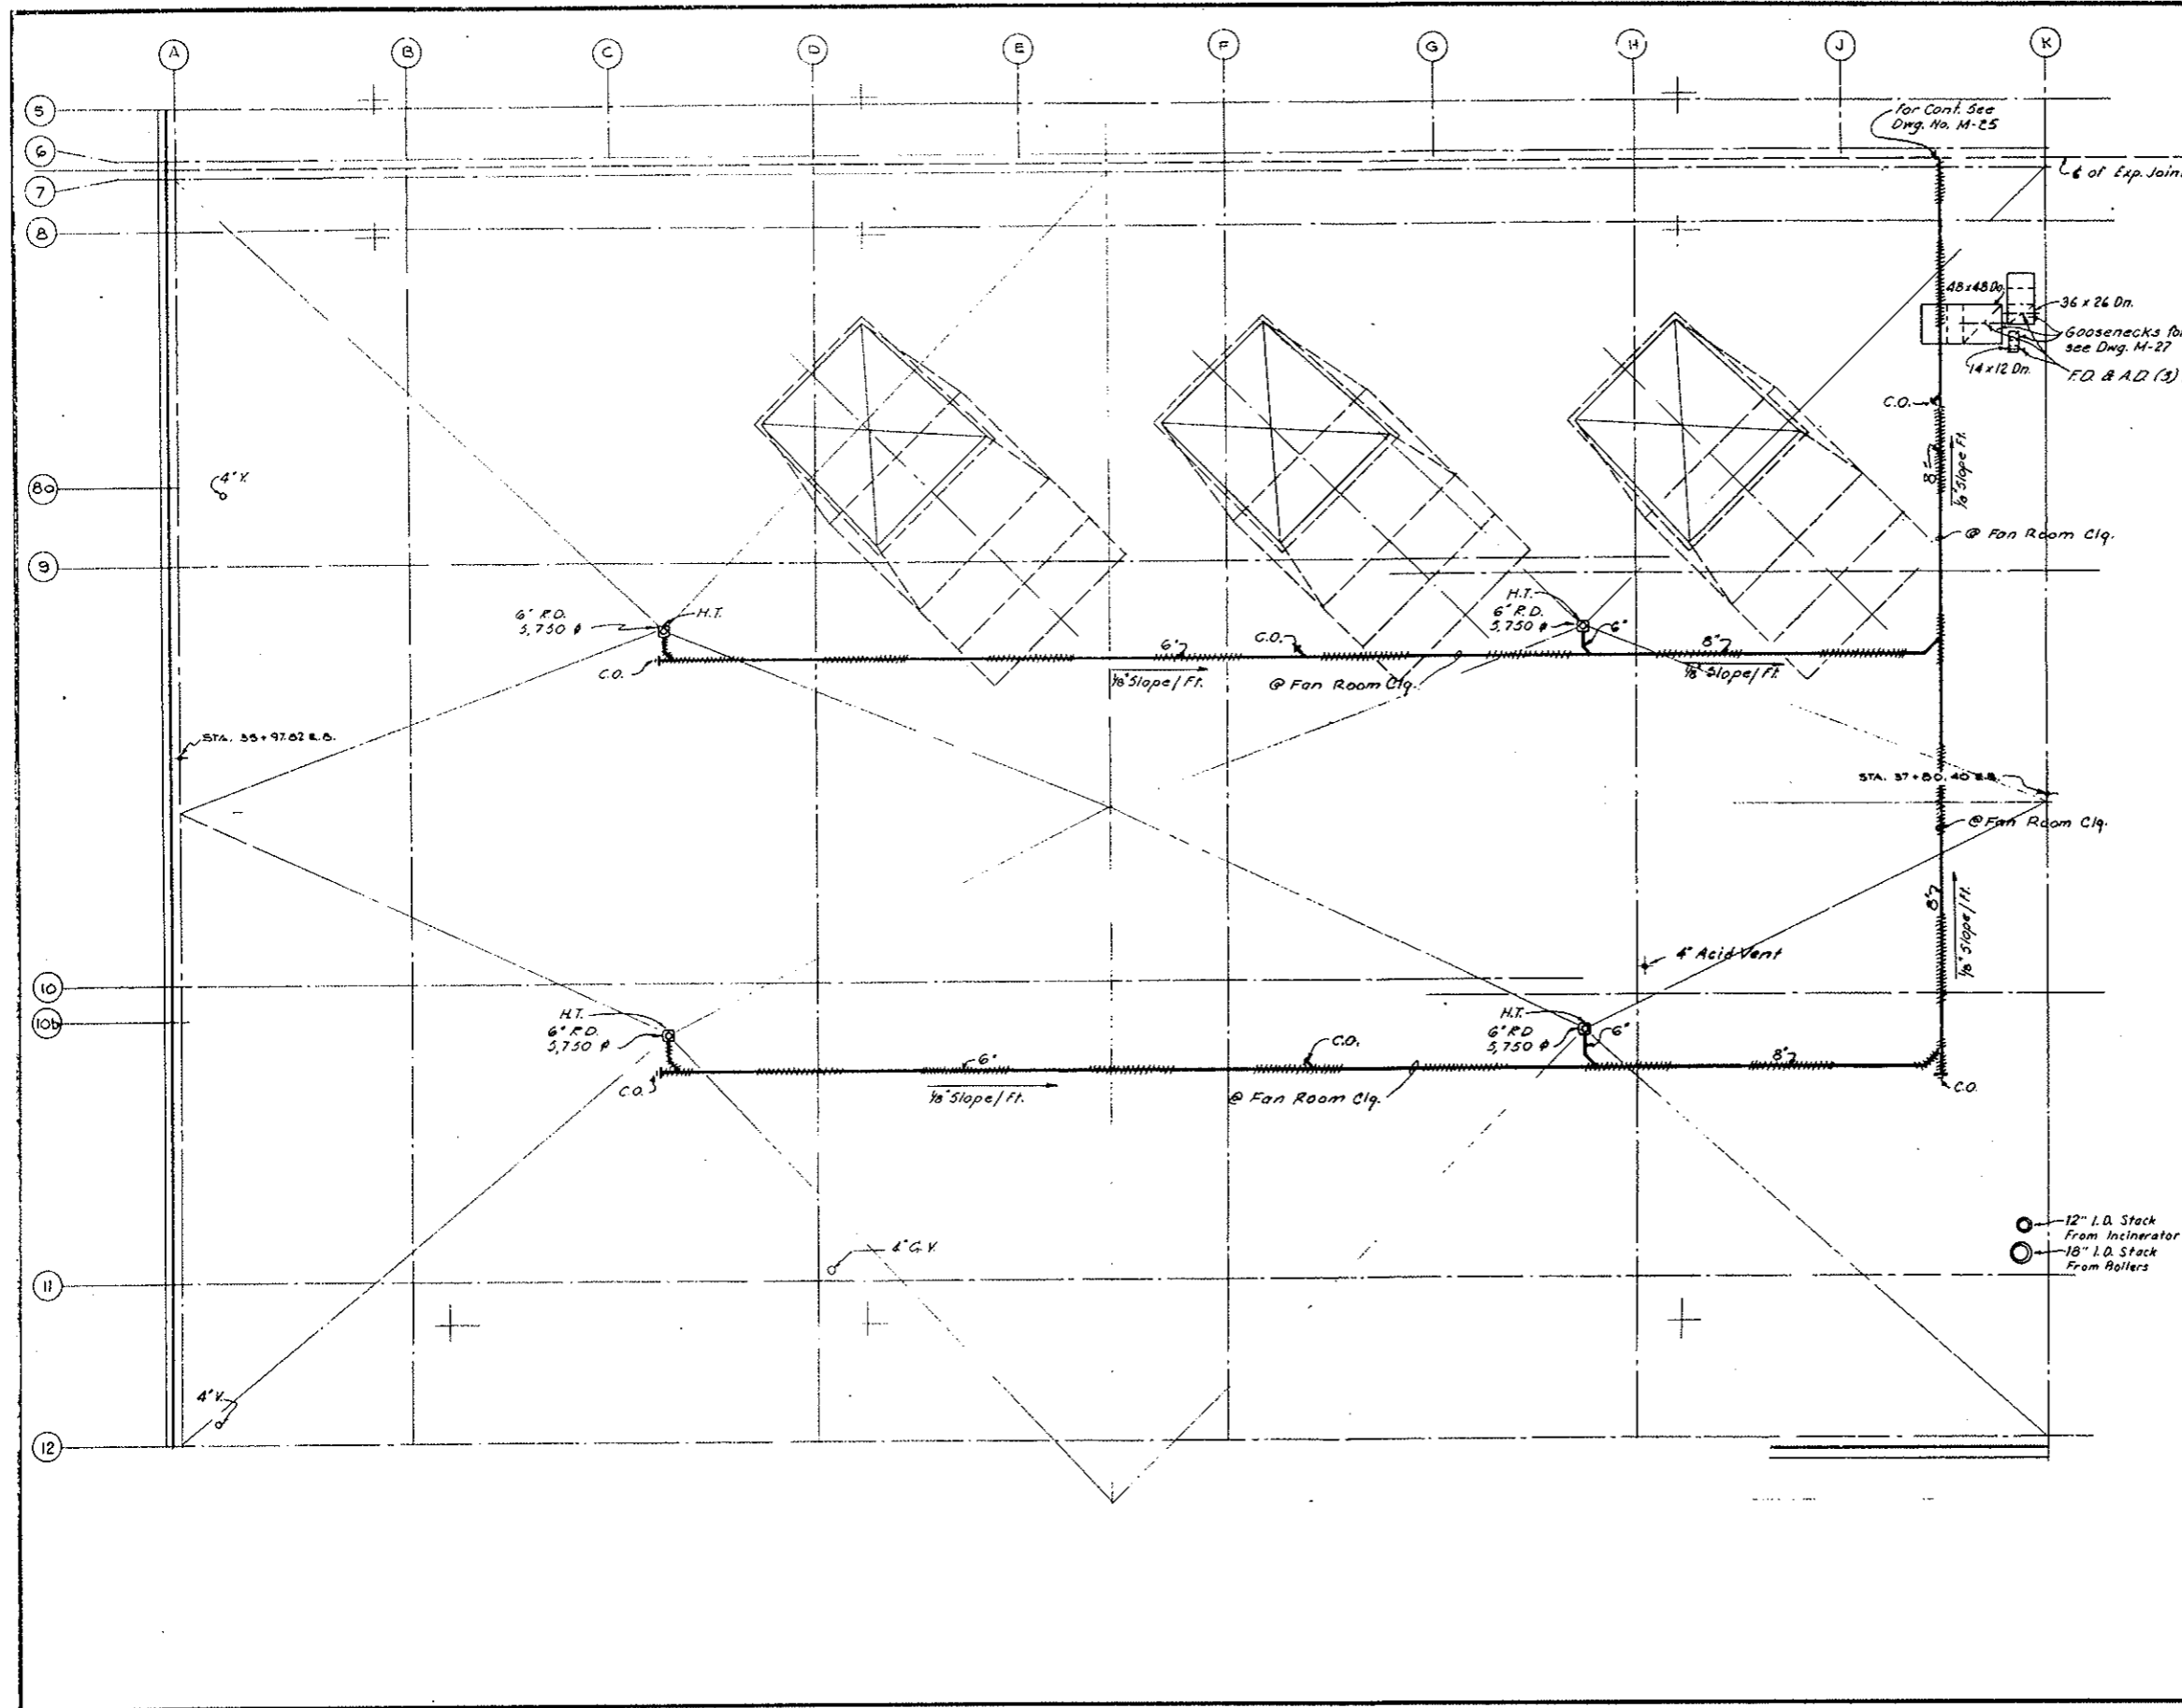 A
B
C
D
E
F
G
H
J
K
5
6
7
8
8a
9
10
10b
11
12
For Cont. See
Dwg. No. M-25
℄ of Exp. Join
48x48 Dn.
36 x 26 Dn.
Goosenecks for
see Dwg. M-27
14x12 Dn.
F.D. & A.D. (3)
C.O.
8"
1/8" Slope/Ft.
@ Fan Room Clg.
4" V.
6" R.D.
5,750 ⌀
H.T.
C.O.
6"
1/8" Slope/Ft.
C.O.
@ Fan Room Clg.
H.T.
6" R.D.
5,750 ⌀
6"
8"
1/8" Slope/Ft.
STA. 35+97.82 R.B.
STA. 37+80.40 R.B.
@ Fan Room Clg.
8"
1/8" Slope/Ft.
4" Acid Vent
H.T.
6" R.D.
5,750 ⌀
C.O.
6"
1/8" Slope/Ft.
C.O.
@ Fan Room Clg.
H.T.
6" R.D
5,750 ⌀
6"
8"
C.O.
12" I.D. Stack
From Incinerator
18" I.D. Stack
From Boilers
4" G.V.
4" V.